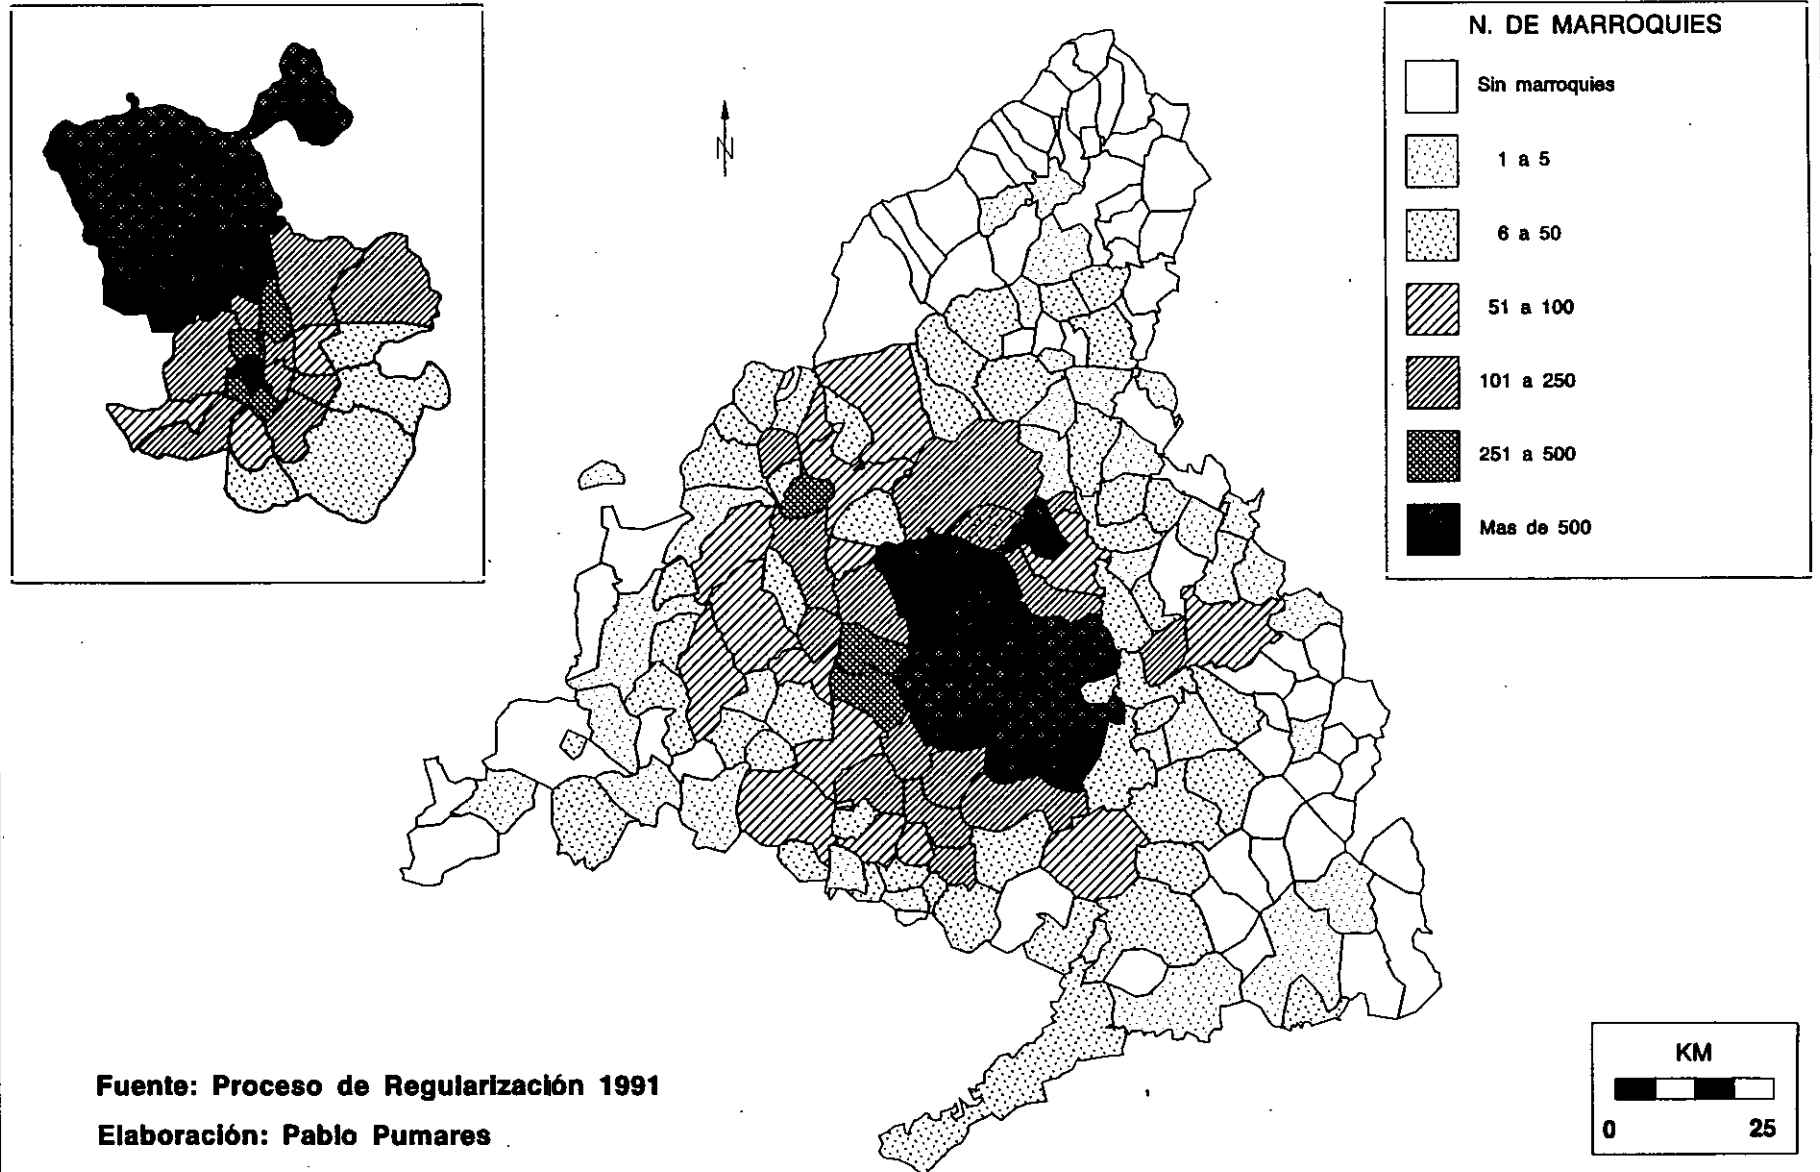 N. DE MARROQUIES
Sin marroquies
1 a 5
6 a 50
51 a 100
101 a 250
251 a 500
Mas de 500
N
Fuente: Proceso de Regularización 1991
Elaboración: Pablo Pumares
KM
0 25